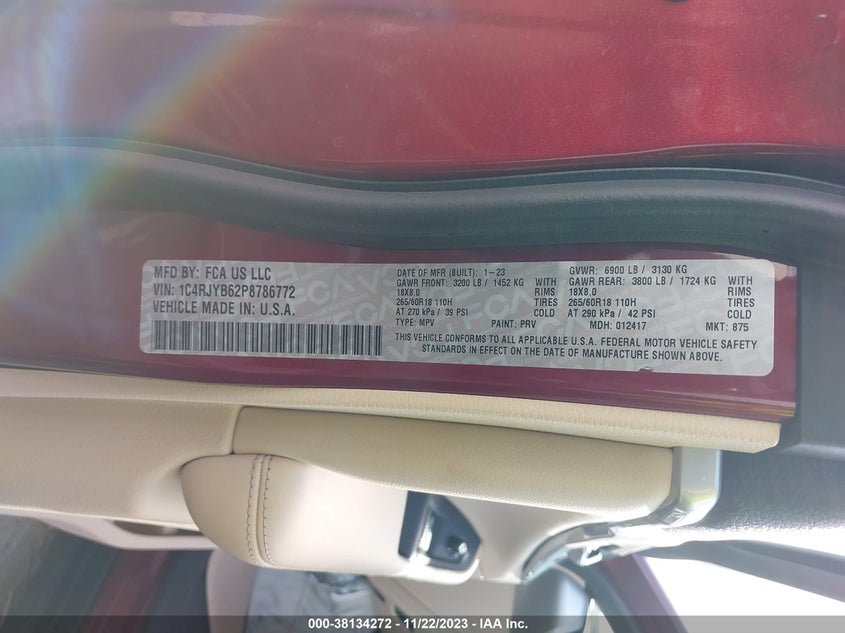 MFD BY: FCA US LLC
VIN: 1C4RJYB62P8786772
VEHICLE MADE IN: U.S.A.
DATE OF MFR (BUILT): 1-23
GAWR FRONT: 3200 LB / 1452 KG WITH
18X8.0 RIMS
265/60R18 110H TIRES
AT 270 kPa / 39 PSI COLD
TYPE: MPV PAINT: PRV
GVWR: 6900 LB / 3130 KG
GAWR REAR: 3800 LB / 1724 KG WITH
18X8.0 RIMS
265/60R18 110H TIRES
AT 290 kPa / 42 PSI COLD
MDH: 012417 MKT: 875
THIS VEHICLE CONFORMS TO ALL APPLICABLE U.S.A. FEDERAL MOTOR VEHICLE SAFETY
STANDARDS IN EFFECT ON THE DATE OF MANUFACTURE SHOWN ABOVE.
000-38134272 - 11/22/2023 - IAA Inc.